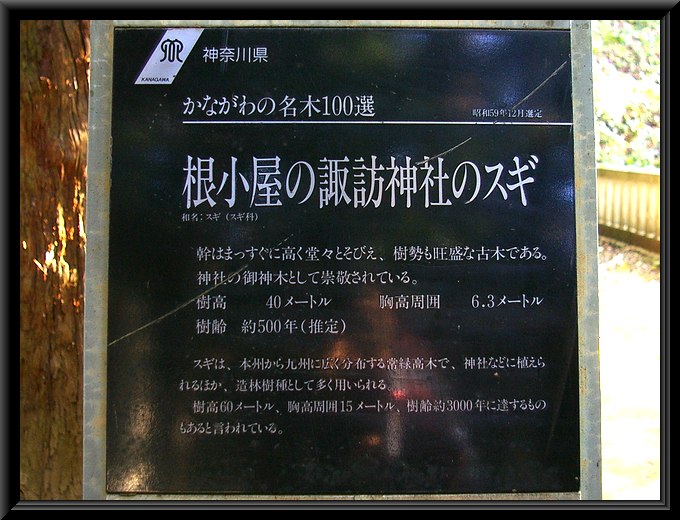 KANAGAWA
神奈川県
かながわの名木100選
昭和59年12月選定
根小屋の諏訪神社のスギ
和名：スギ（スギ科）
幹はまっすぐに高く堂々とそびえ、樹勢も旺盛な古木である。
神社の御神木として崇敬されている。
樹高 40メートル 胸高周囲 6.3メートル
樹齢 約500年（推定）
スギは、本州から九州に広く分布する常緑高木で、神社などに植えら
れるほか、造林樹種として多く用いられる。
樹高60メートル、胸高周囲15メートル、樹齢約3000年に達するもの
もあると言われている。